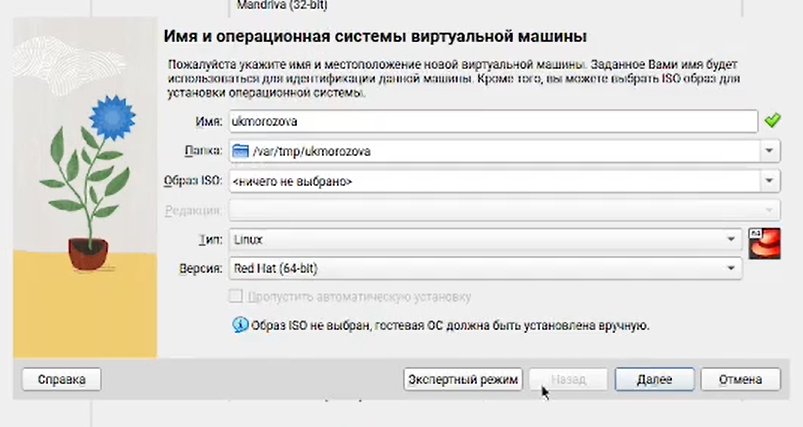 Mandriva (32-bit)
Имя и операционная система виртуальной машины
Пожалуйста укажите имя и местоположение новой виртуальной машины. Заданное Вами имя будет
использоваться для идентификации данной машины. Кроме того, вы можете выбрать ISO образ для
установки операционной системы.
Имя: ukmorozova
Папка: /var/tmp/ukmorozova
Образ ISO: <ничего не выбрано>
Редакция:
Тип: Linux 64
Версия: Red Hat (64-bit)
Пропустить автоматическую установку
Образ ISO не выбран, гостевая ОС должна быть установлена вручную.
Справка Экспертный режим Назад Далее Отмена